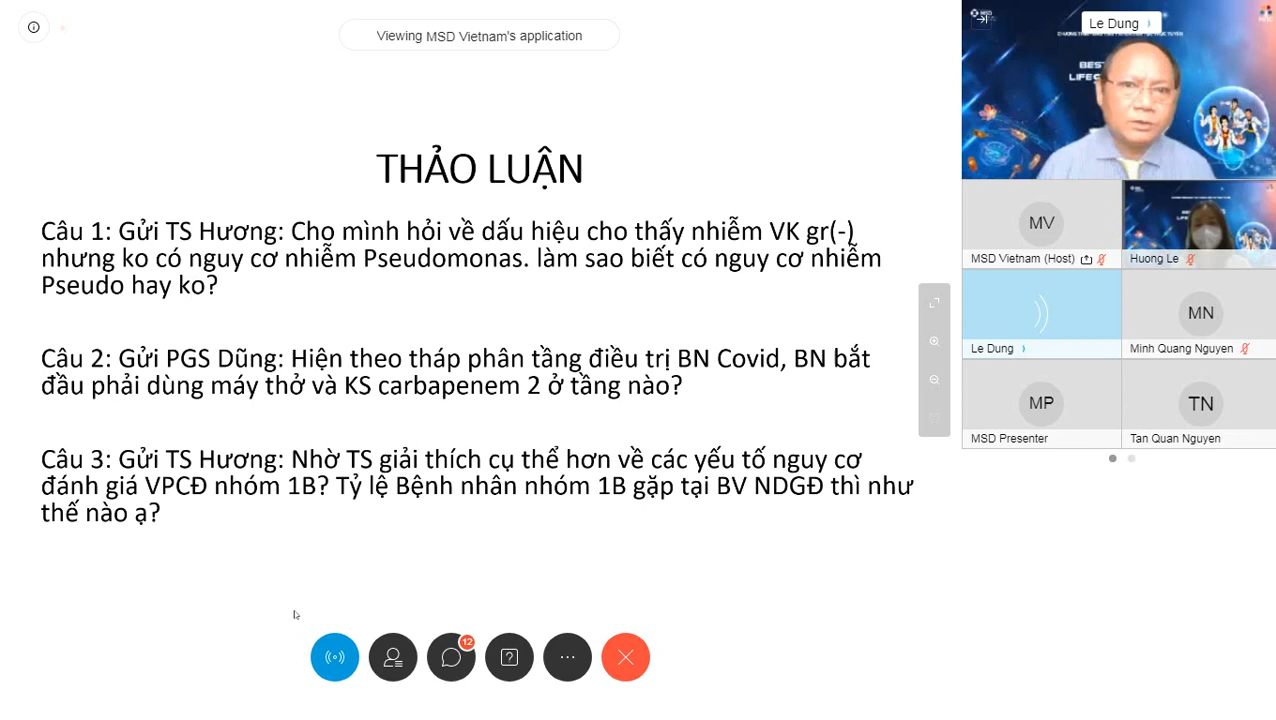 Viewing MSD Vietnam's application
THẢO LUẬN
Câu 1: Gửi TS Hương: Cho mình hỏi về dấu hiệu cho thấy nhiễm VK gr(-)
nhưng ko có nguy cơ nhiễm Pseudomonas. làm sao biết có nguy cơ nhiễm
Pseudo hay ko?
Câu 2: Gửi PGS Dũng: Hiện theo tháp phân tầng điều trị BN Covid, BN bắt
đầu phải dùng máy thở và KS carbapenem 2 ở tầng nào?
Câu 3: Gửi TS Hương: Nhờ TS giải thích cụ thể hơn về các yếu tố nguy cơ
đánh giá VPCĐ nhóm 1B? Tỷ lệ Bệnh nhân nhóm 1B gặp tại BV NDGĐ thì như
thế nào ạ?
12
MSD
Le Dung
BEST
LIFE
MV
MSD Vietnam (Host)
Huong Le
Le Dung
MN
Minh Quang Nguyen
MP
MSD Presenter
TN
Tan Quan Nguyen